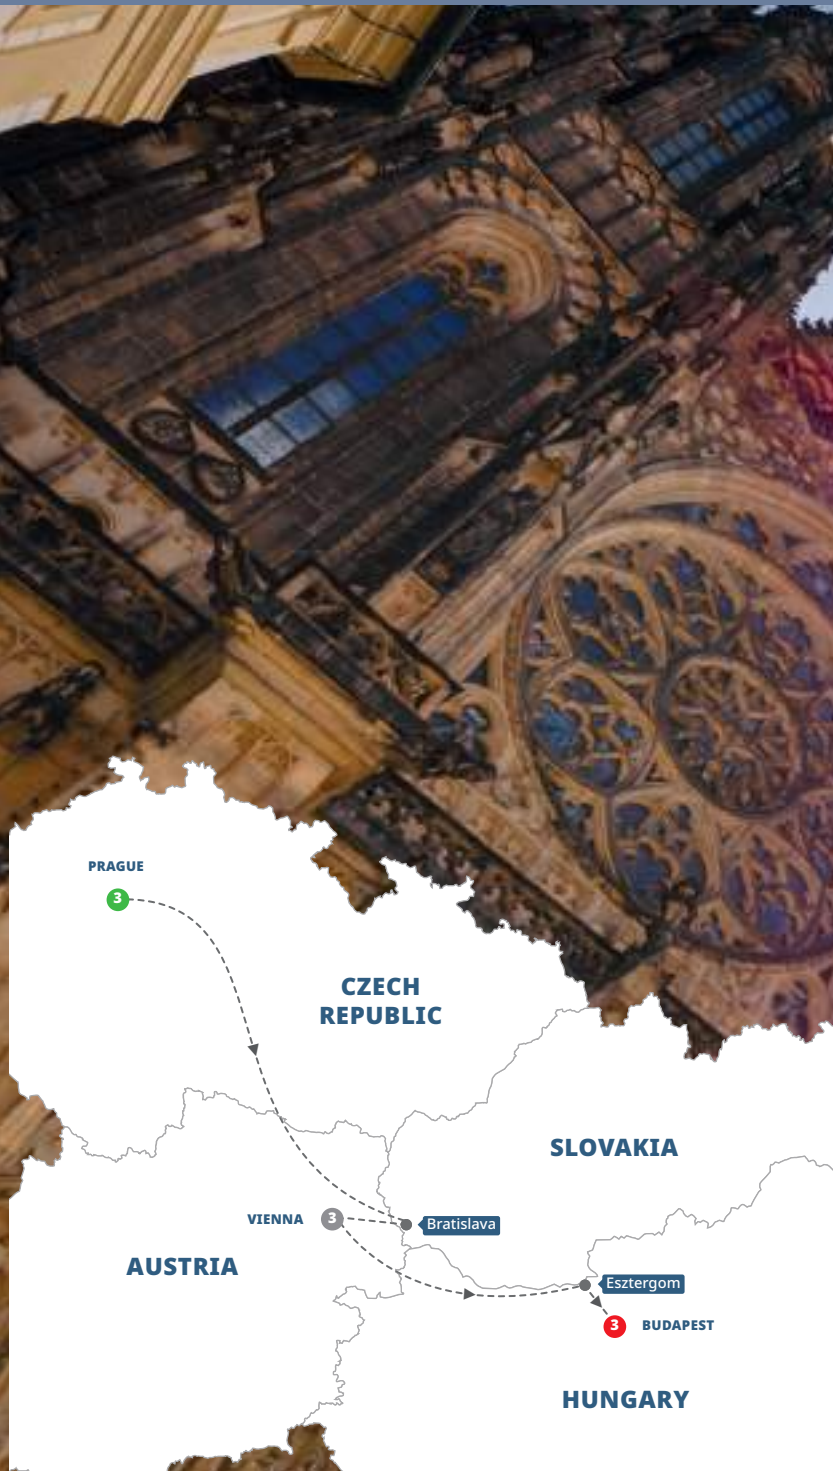 PRAGUE
3
CZECH
REPUBLIC
SLOVAKIA
VIENNA
3
Bratislava
AUSTRIA
Esztergom
3
BUDAPEST
HUNGARY